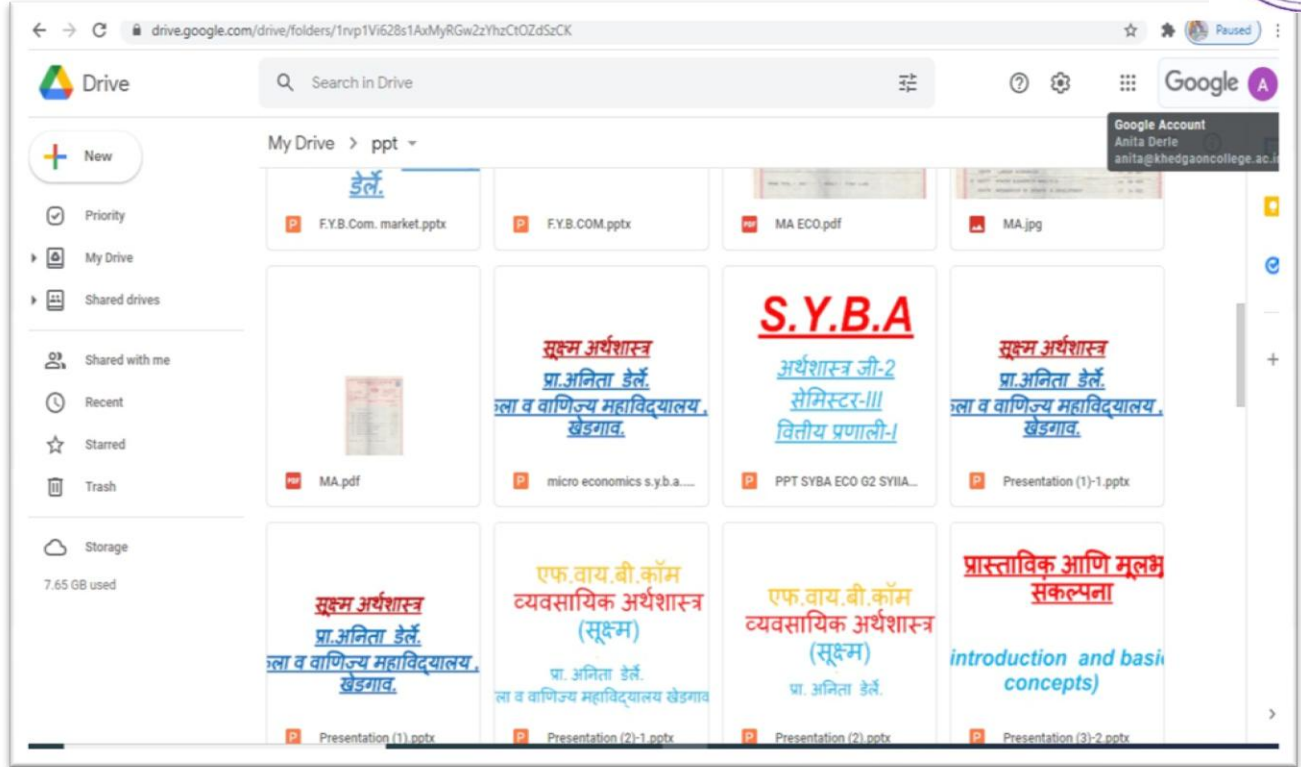 drive.google.com/drive/folders/1rvp1Vi628s1AxMyRGw2zYhzCtOZdSzCK
Paused
Drive
Search in Drive
Google A
Google Account
Anita Derle
anita@khedgaoncollege.ac.i
New
My Drive > ppt
Priority
My Drive
Shared drives
Shared with me
Recent
Starred
Trash
Storage
7.65 GB used
डेर्ले.
F.Y.B.Com. market.pptx
F.Y.B.COM.pptx
PDF MA ECO.pdf
MA.jpg
PDF MA.pdf
सूक्ष्म अर्थशास्त्र
प्रा.अनिता डेर्ले.
ला व वाणिज्य महाविद्यालय ,
खेडगाव.
P micro economics s.y.b.a....
S.Y.B.A
अर्थशास्त्र जी-2
सेमिस्टर-III
वित्तीय प्रणाली-I
P PPT SYBA ECO G2 SYIIA...
सूक्ष्म अर्थशास्त्र
प्रा.अनिता डेर्ले.
ला व वाणिज्य महाविद्यालय ,
खेडगाव.
P Presentation (1)-1.pptx
सूक्ष्म अर्थशास्त्र
प्रा.अनिता डेर्ले.
ला व वाणिज्य महाविद्यालय ,
खेडगाव.
P Presentation (1).pptx
एफ.वाय.बी.कॉम
व्यवसायिक अर्थशास्त्र
(सूक्ष्म)
प्रा. अनिता डेर्ले.
ला व वाणिज्य महाविद्यालय खेडगाव
P Presentation (2)-1.pptx
एफ.वाय.बी.कॉम
व्यवसायिक अर्थशास्त्र
(सूक्ष्म)
प्रा. अनिता डेर्ले.
P Presentation (2).pptx
प्रास्ताविक आणि मूलभू
संकल्पना
introduction and basi
concepts)
P Presentation (3)-2.pptx